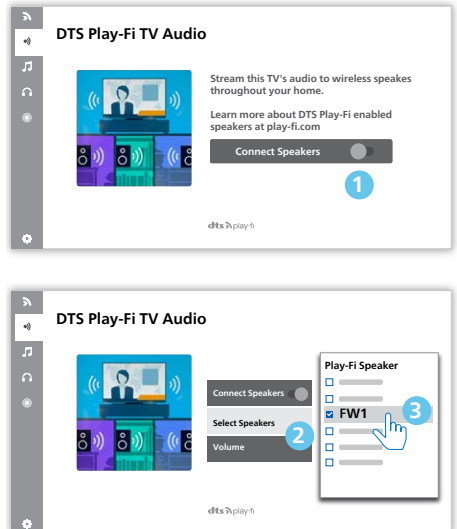 DTS Play-Fi TV Audio
Stream this TV's audio to wireless speakes
throughout your home.
Learn more about DTS Play-Fi enabled
speakers at play-fi.com
Connect Speakers
1
dts play-fi
DTS Play-Fi TV Audio
Connect Speakers
Select Speakers
2
Volume
Play-Fi Speaker
FW1
3
dts play-fi